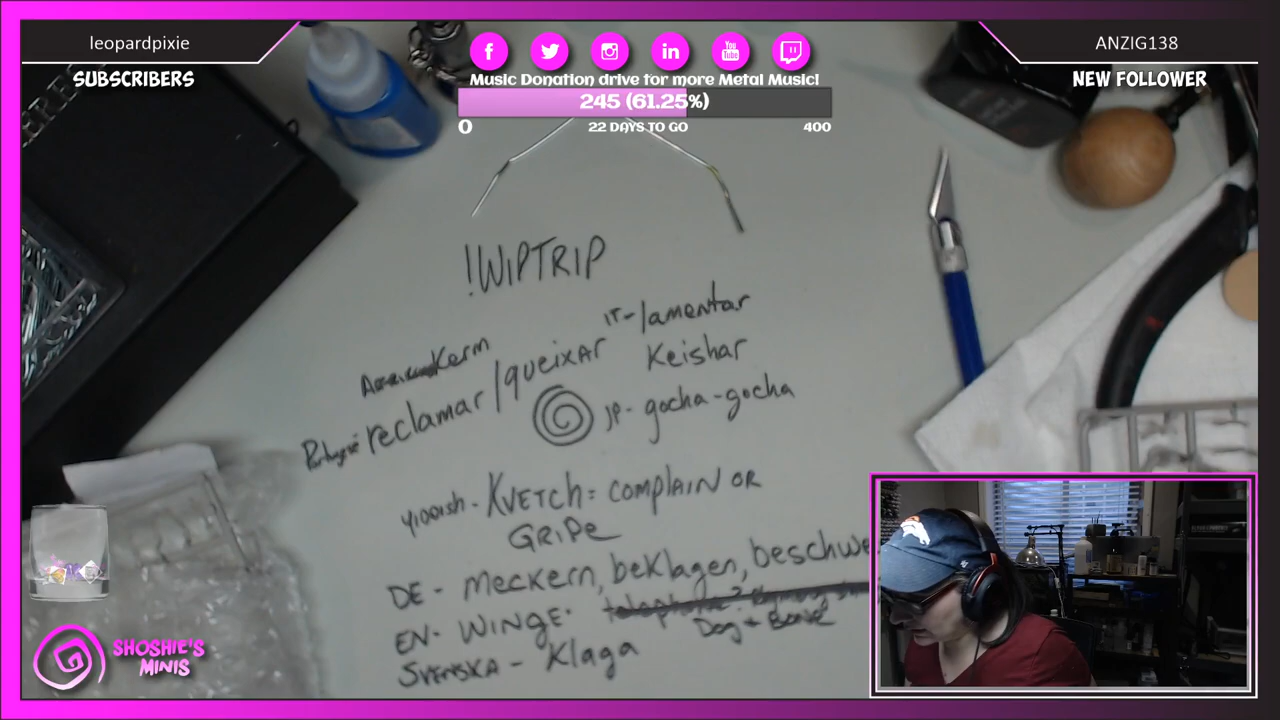 leopardpixie
SUBSCRIBERS
ANZIG138
NEW FOLLOWER
Music Donation drive for more Metal Music!
245 (61.25%)
0
22 DAYS TO GO
400
!WIPTRIP
IT-lamentar
Kerm
Keishar
reclamar/queixar
JP- gocha-gocha
YIDDISH- KVETCH= COMPLAIN OR
GRIPE
DE- meckern, beklagen, beschwe
EN- WINGE-
Dog + Bone
SVENSKA - Klaga
SHOSHIE'S
MINIS